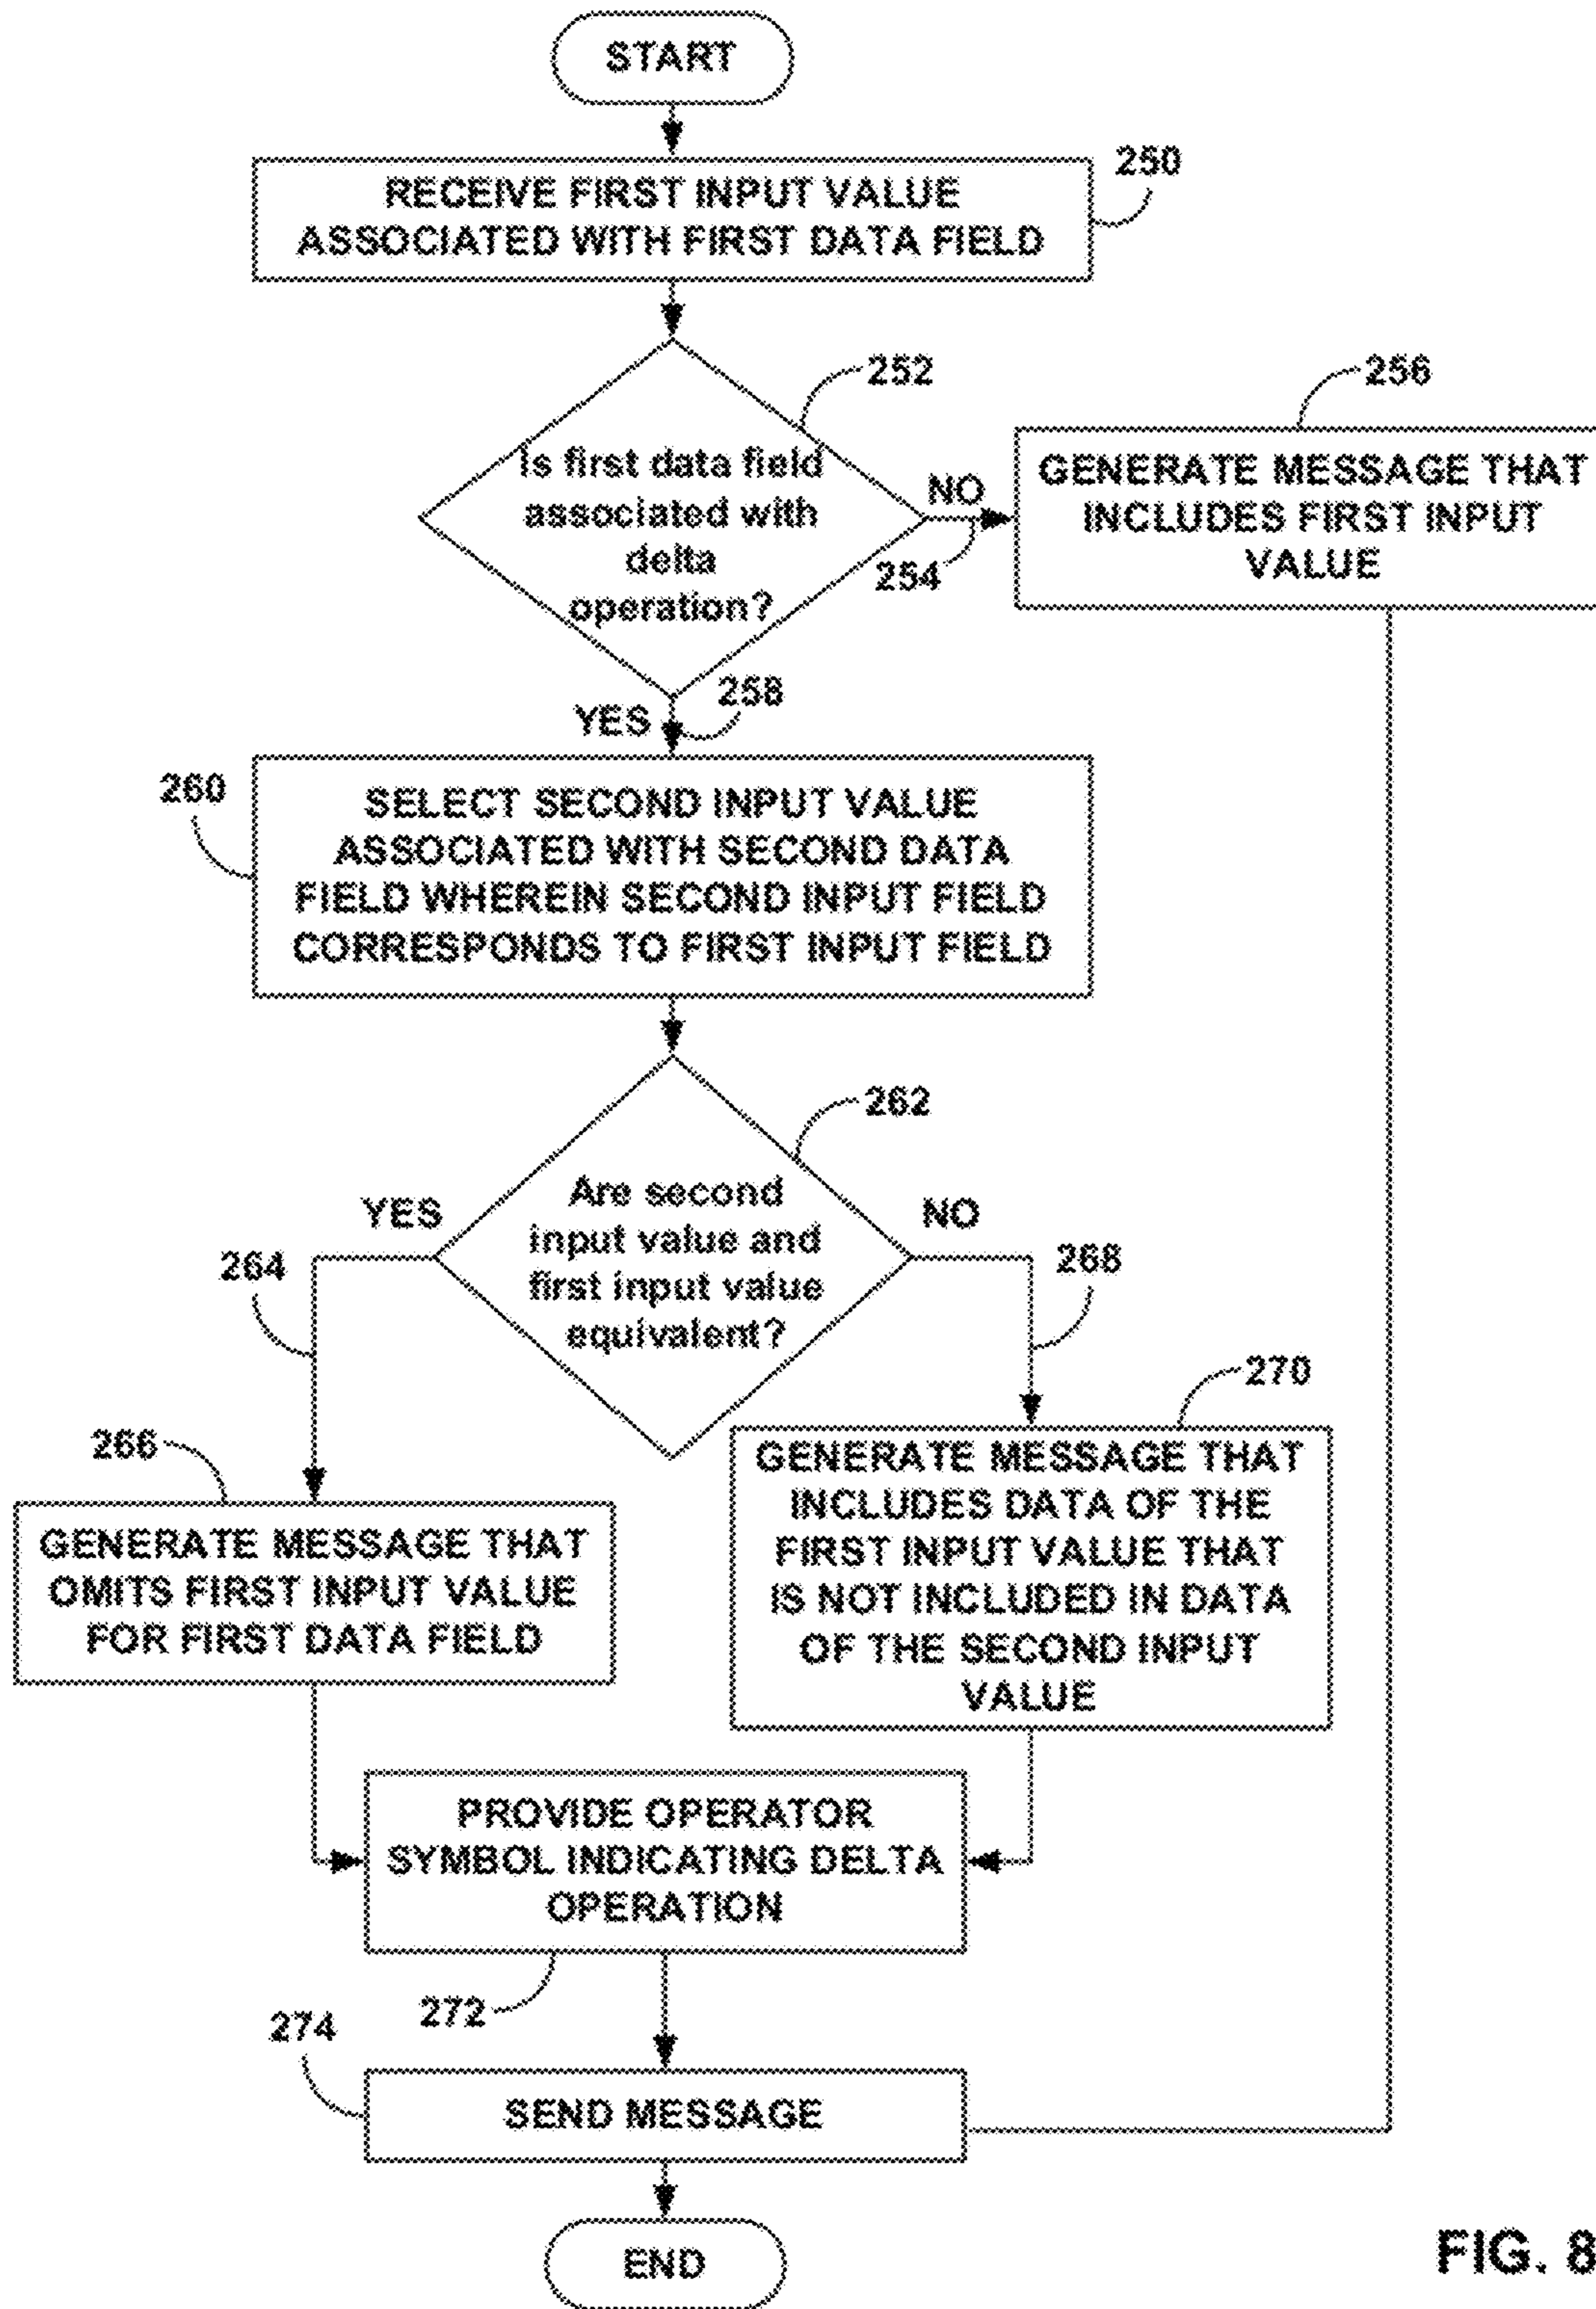 START
RECEIVE FIRST INPUT VALUE
ASSOCIATED WITH FIRST DATA FIELD
250
252
Is first data field
associated with
delta
operation?
NO
254
256
GENERATE MESSAGE THAT
INCLUDES FIRST INPUT
VALUE
YES
258
260
SELECT SECOND INPUT VALUE
ASSOCIATED WITH SECOND DATA
FIELD WHEREIN SECOND INPUT FIELD
CORRESPONDS TO FIRST INPUT FIELD
262
Are second
input value and
first input value
equivalent?
YES
264
NO
268
266
GENERATE MESSAGE THAT
OMITS FIRST INPUT VALUE
FOR FIRST DATA FIELD
270
GENERATE MESSAGE THAT
INCLUDES DATA OF THE
FIRST INPUT VALUE THAT
IS NOT INCLUDED IN DATA
OF THE SECOND INPUT
VALUE
PROVIDE OPERATOR
SYMBOL INDICATING DELTA
OPERATION
272
274
SEND MESSAGE
END
FIG. 8